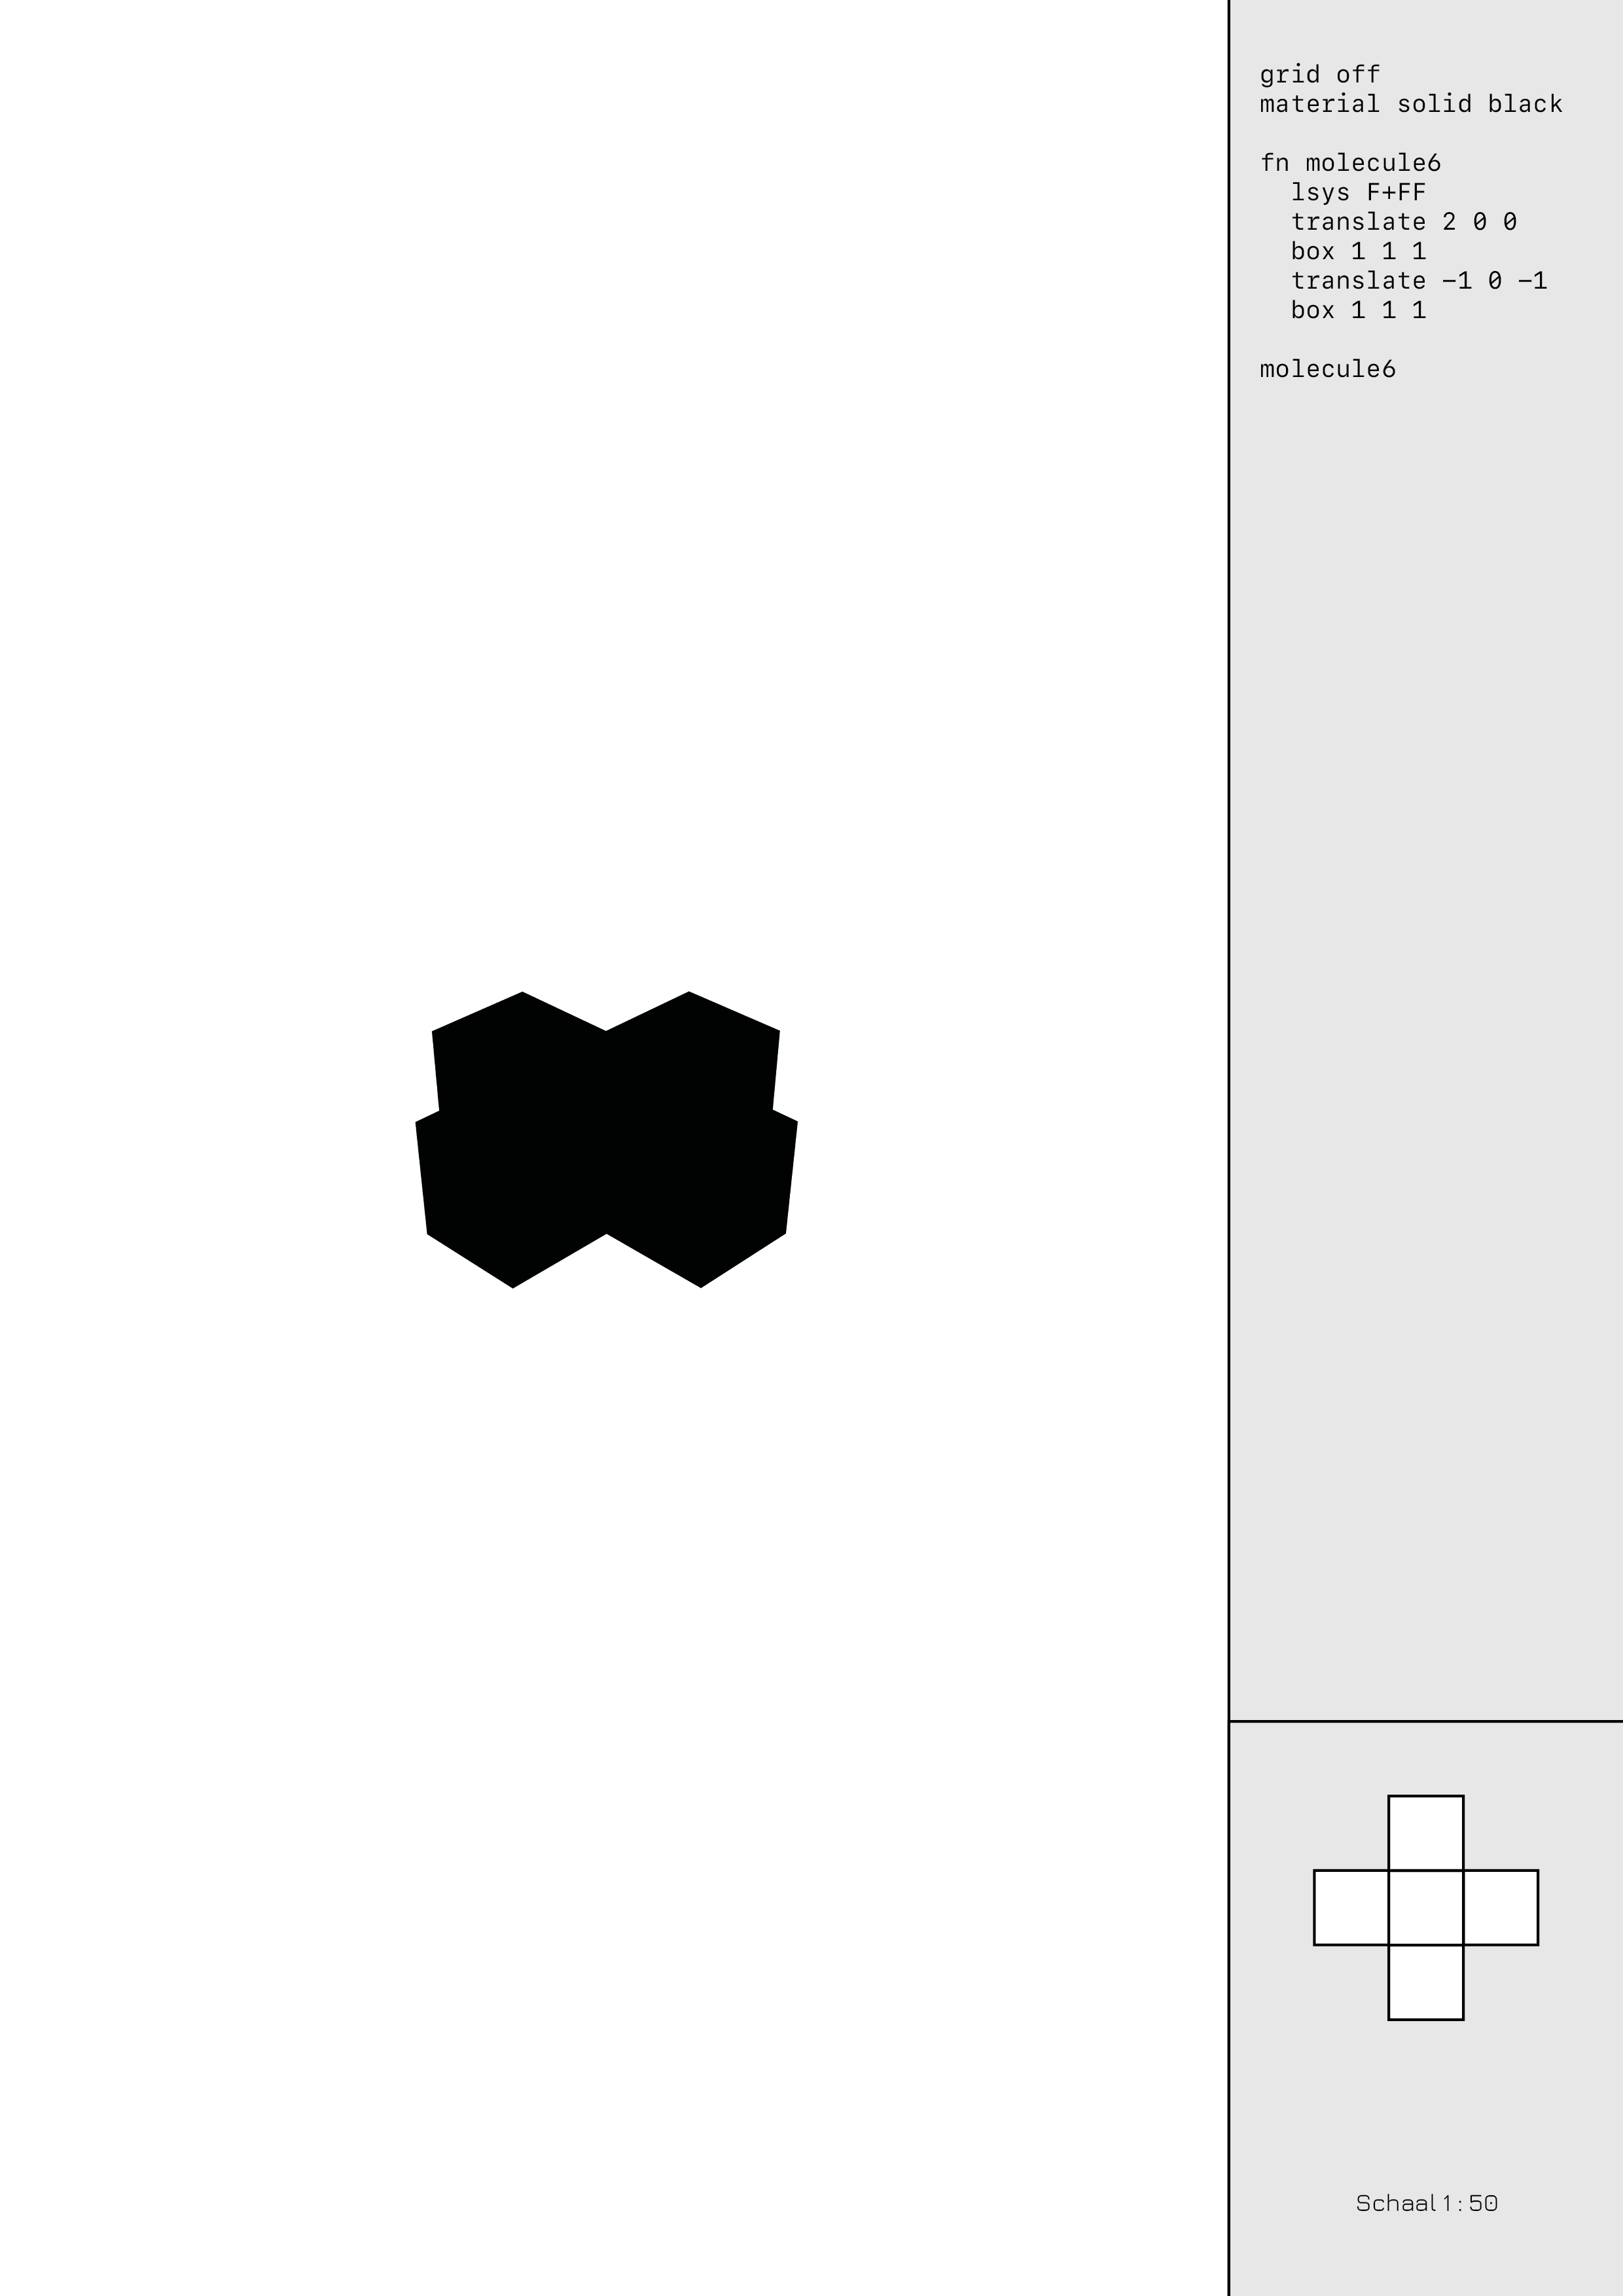 grid off
material solid black
fn molecule6
lsys F+FF
translate 2 0 0
box 1 1 1
translate -1 0 -1
box 1 1 1
molecule6
Schaal 1:50